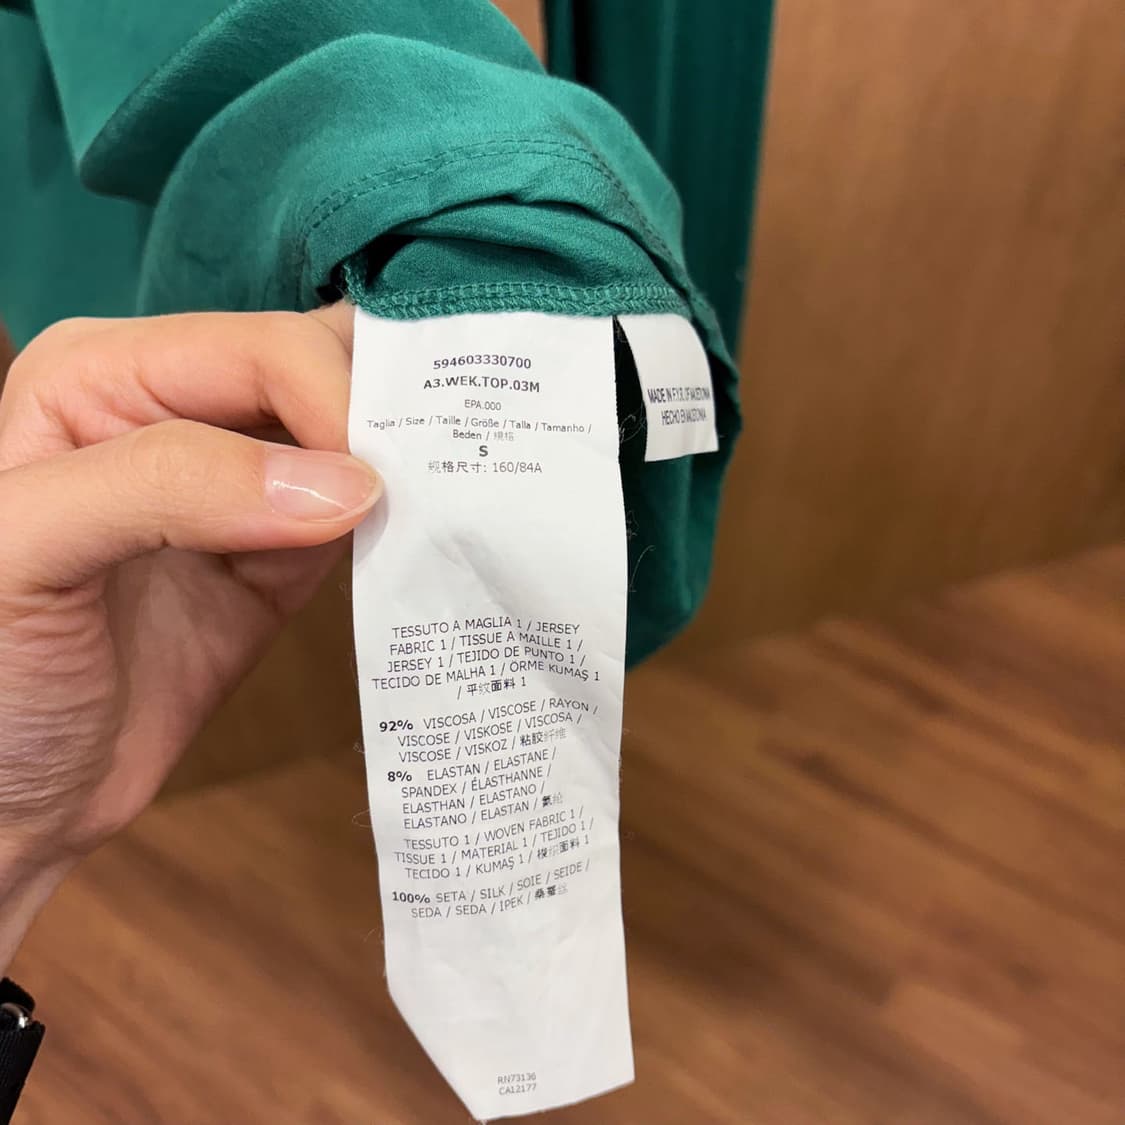 594603330700
A3.WEK.TOP.03M
EPA.000
Taglia / Size / Taille / Größe / Talla / Tamanho /
Beden / 規格
S
规格尺寸: 160/84A
TESSUTO A MAGLIA 1 / JERSEY
FABRIC 1 / TISSUE A MAILLE 1 /
JERSEY 1 / TEJIDO DE PUNTO 1 /
TECIDO DE MALHA 1 / ÖRME KUMAŞ 1
/ 平纹面料 1
92% VISCOSA / VISCOSE / RAYON /
VISCOSE / VISKOSE / VISCOSA /
VISCOSE / VISKOZ / 粘胶纤维
8% ELASTAN / ELASTANE /
SPANDEX / ÉLASTHANNE /
ELASTHAN / ELASTANO /
ELASTANO / ELASTAN / 氨纶
TESSUTO 1 / WOVEN FABRIC 1 /
TISSUE 1 / MATERIAL 1 / TEJIDO 1 /
TECIDO 1 / KUMAŞ 1 / 梭织面料 1
100% SETA / SILK / SOIE / SEIDE /
SEDA / SEDA / IPEK / 桑蚕丝
RN73136
CA12177
MADE IN F.Y.R. OF MACEDONIA
HECHO EN MACEDONIA